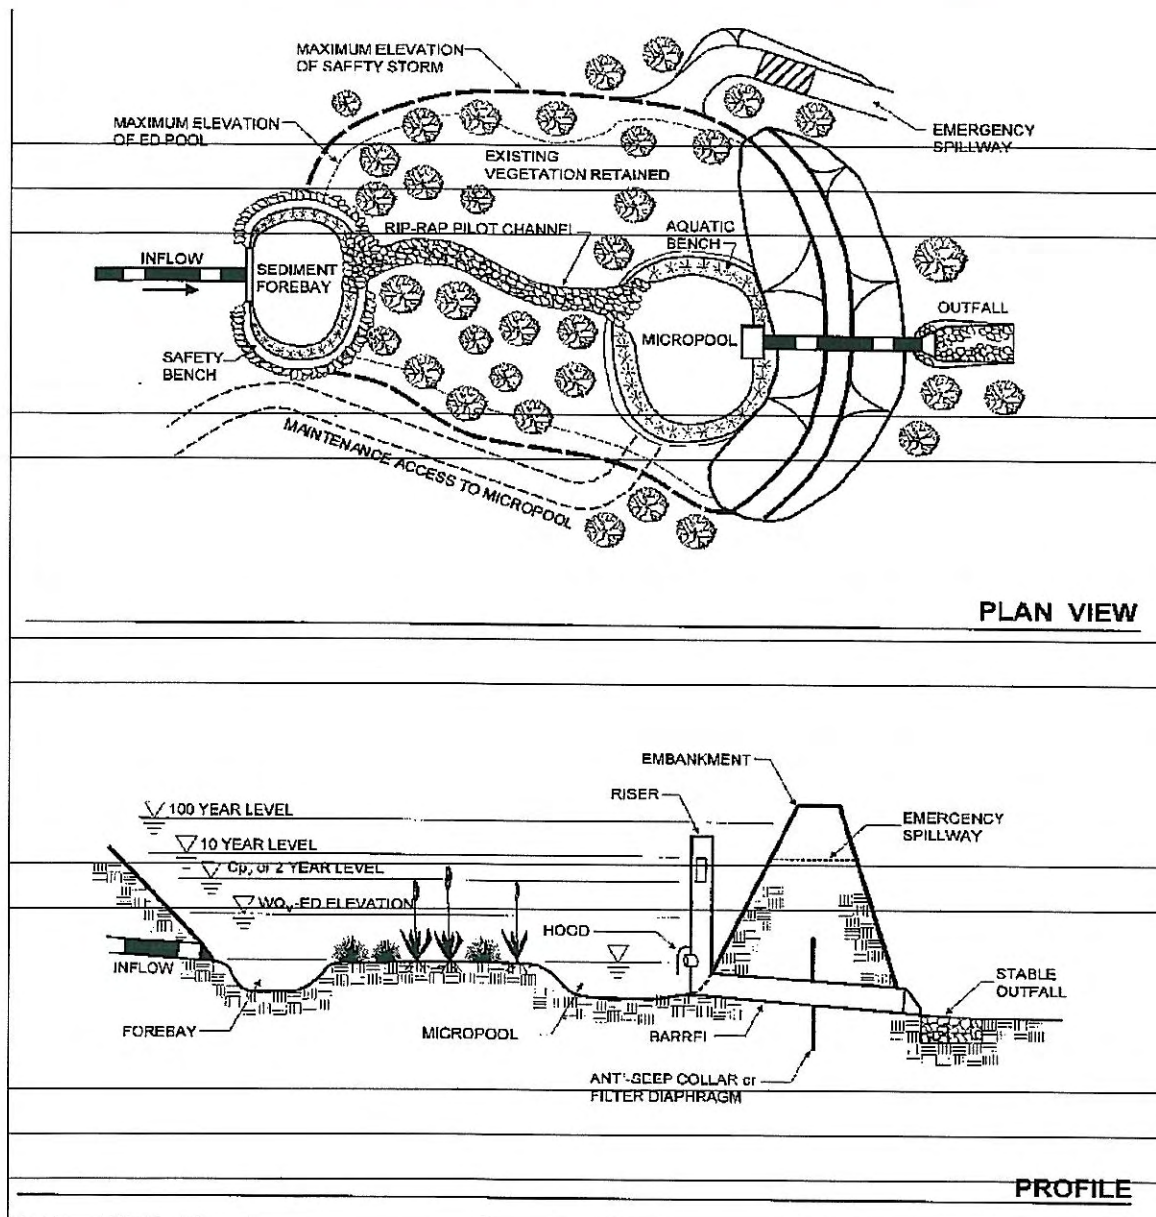 MAXIMUM ELEVATION
OF SAFETY STORM
MAXIMUM ELEVATION
OF ED POOL
EMERGENCY
SPILLWAY
EXISTING
VEGETATION RETAINED
RIP-RAP PILOT CHANNEL
AQUATIC
BENCH
INFLOW
SEDIMENT
FOREBAY
OUTFALL
MICROPOOL
SAFETY
BENCH
MAINTENANCE ACCESS TO MICROPOOL
PLAN VIEW
EMBANKMENT
RISER
100 YEAR LEVEL
EMERGENCY
SPILLWAY
10 YEAR LEVEL
Cpv or 2 YEAR LEVEL
WQv-ED ELEVATION
HOOD
INFLOW
STABLE
OUTFALL
FOREBAY
MICROPOOL
BARREL
ANTI-SEEP COLLAR or
FILTER DIAPHRAGM
PROFILE